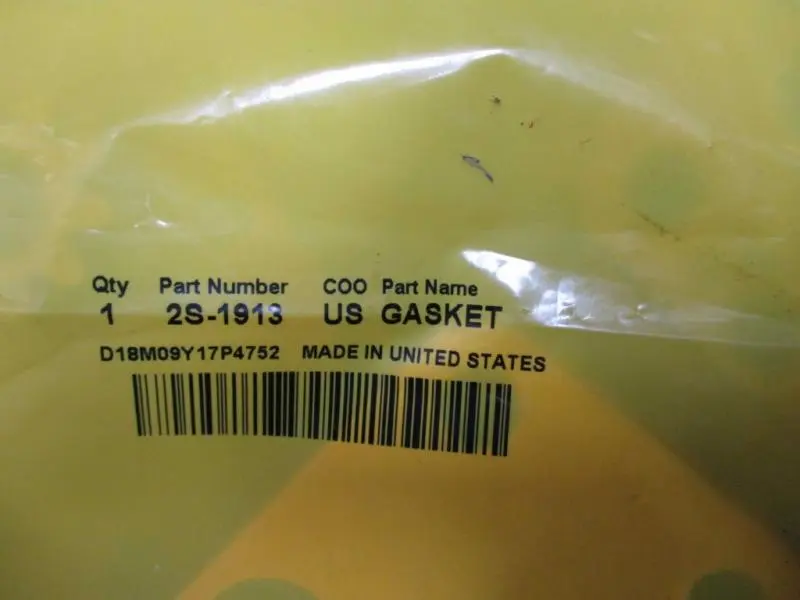 Qty Part Number COO Part Name
1 2S-1913 US GASKET
D18M09Y17P4752 MADE IN UNITED STATES